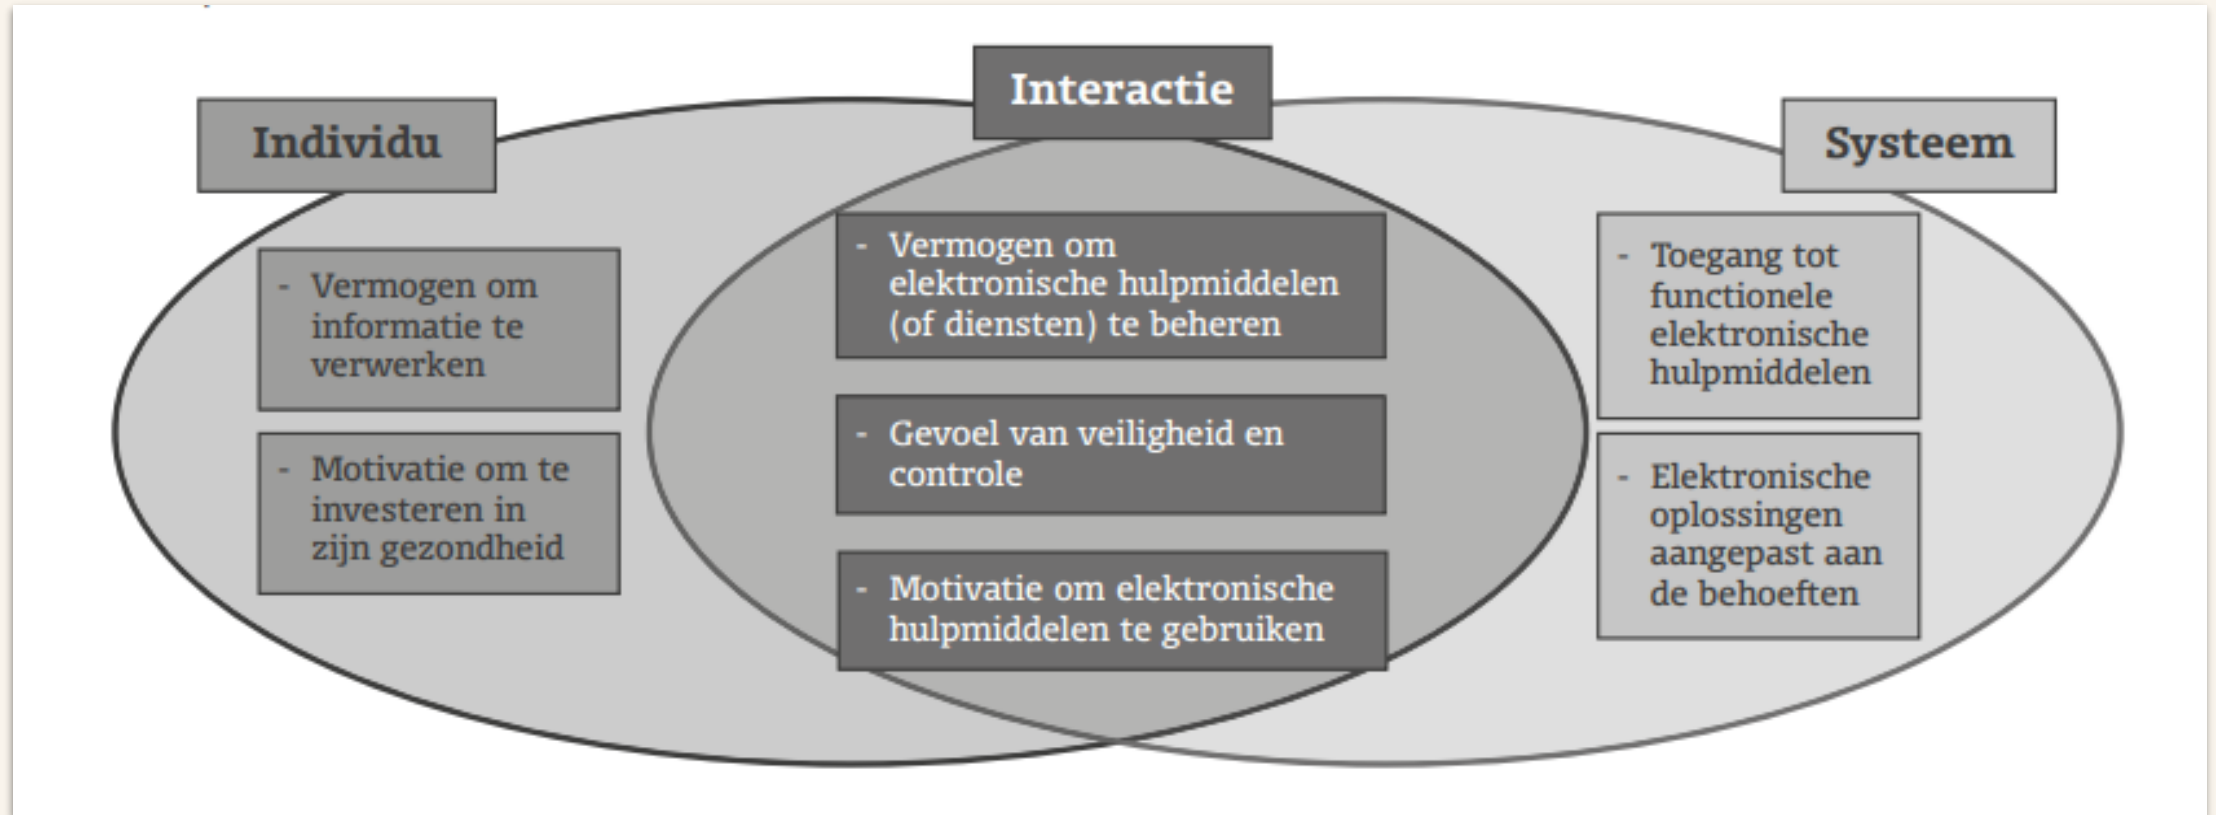 Interactie
Individu
Systeem
- Vermogen om
informatie te
verwerken
- Motivatie om te
investeren in
zijn gezondheid
- Vermogen om
elektronische hulpmiddelen
(of diensten) te beheren
- Gevoel van veiligheid en
controle
- Motivatie om elektronische
hulpmiddelen te gebruiken
- Toegang tot
functionele
elektronische
hulpmiddelen
- Elektronische
oplossingen
aangepast aan
de behoeften